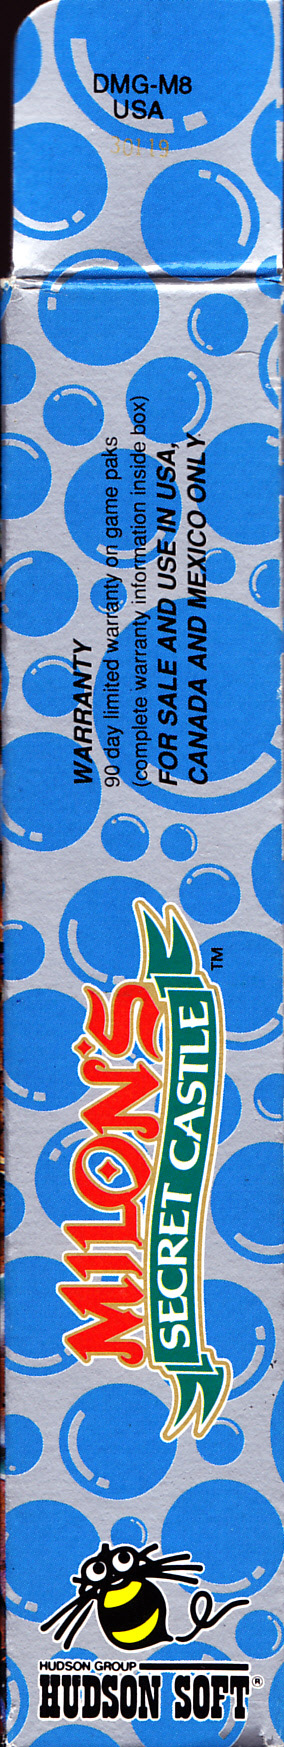 DMG-M8
USA
WARRANTY
90 day limited warranty on game paks
(complete warranty information inside box)
FOR SALE AND USE IN USA,
CANADA AND MEXICO ONLY
MILON'S
SECRET CASTLE
TM
HUDSON GROUP
HUDSON SOFT®